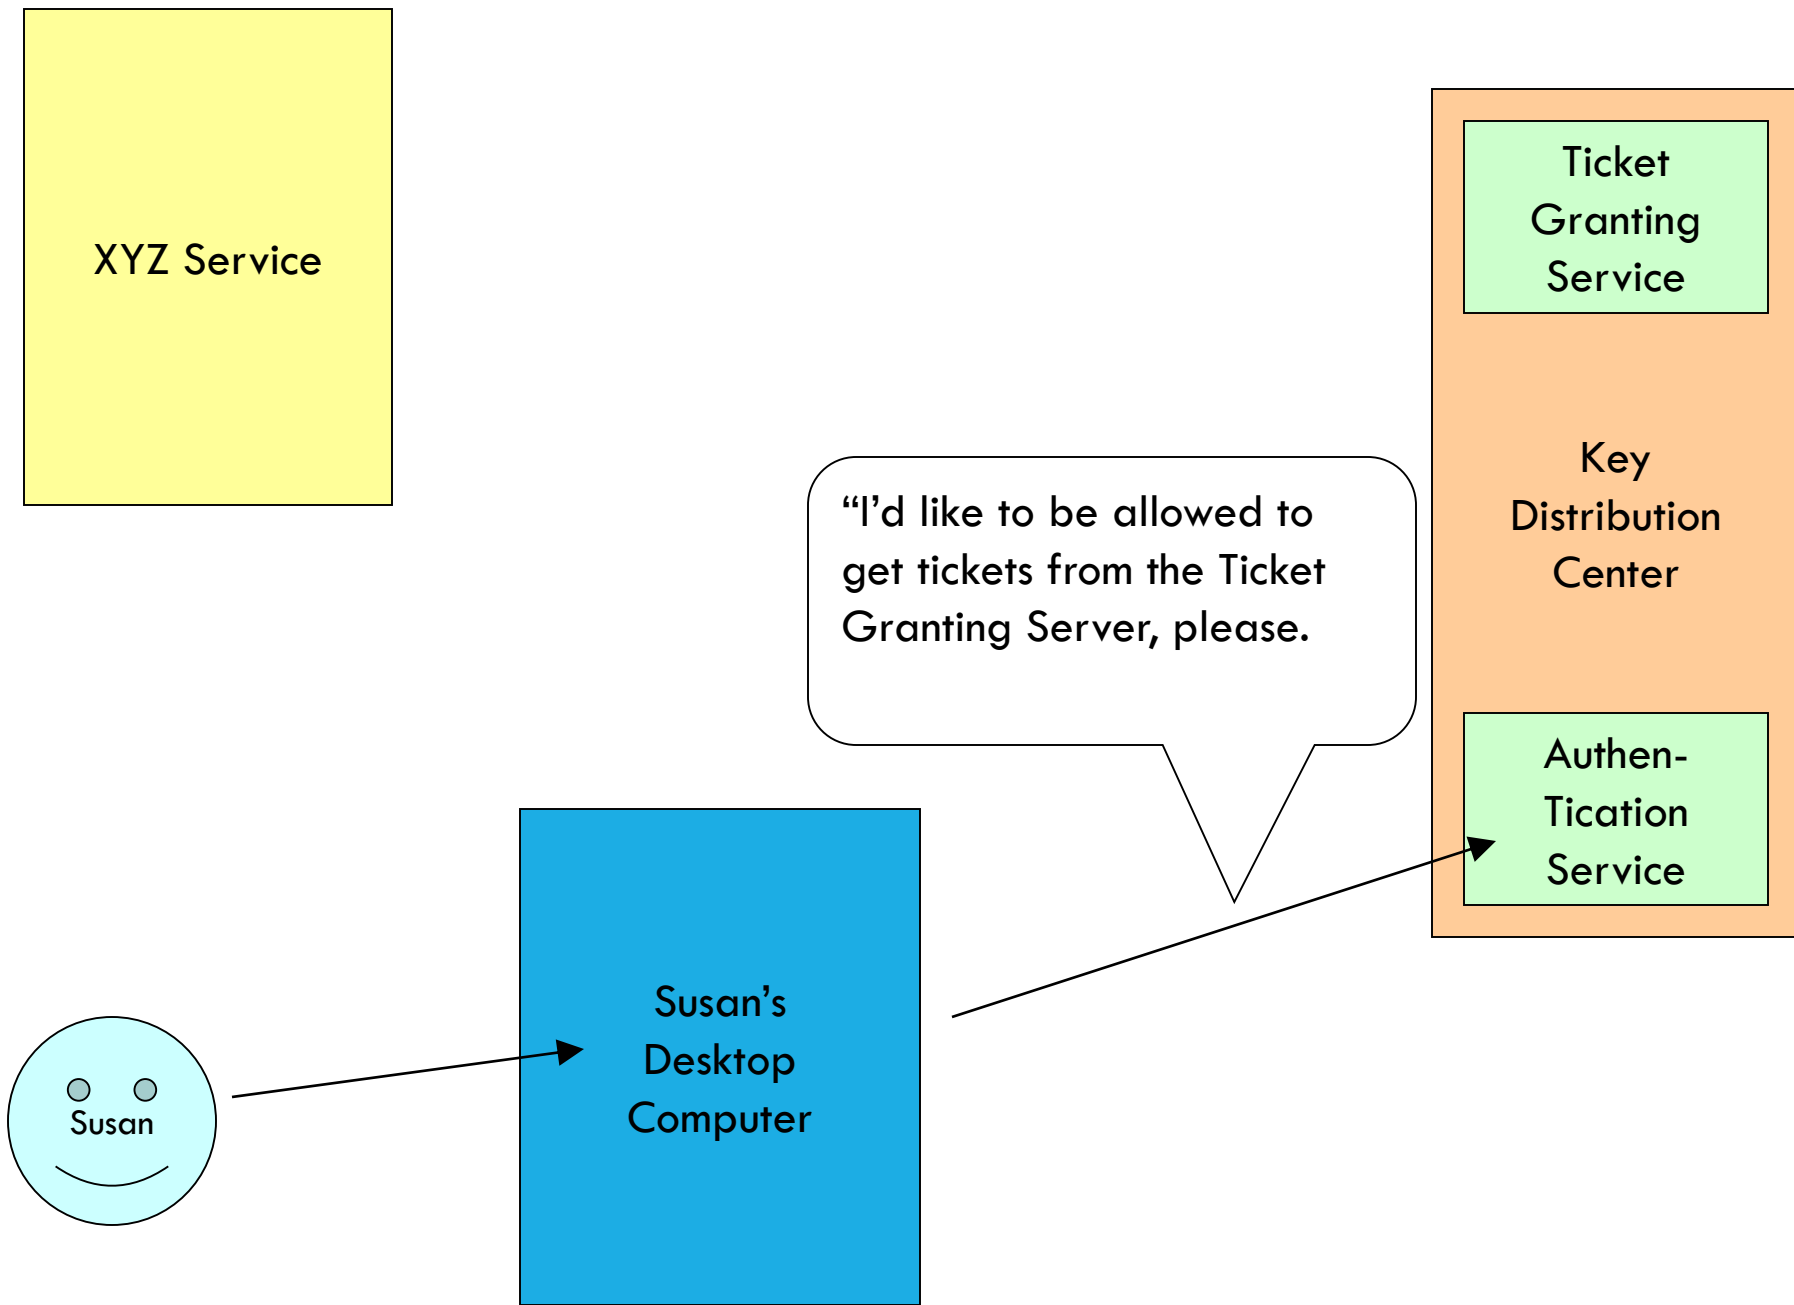 XYZ Service
Ticket
Granting
Service
Key
Distribution
Center
“I’d like to be allowed to
get tickets from the Ticket
Granting Server, please.
Authen-
Tication
Service
Susan’s
Desktop
Computer
Susan